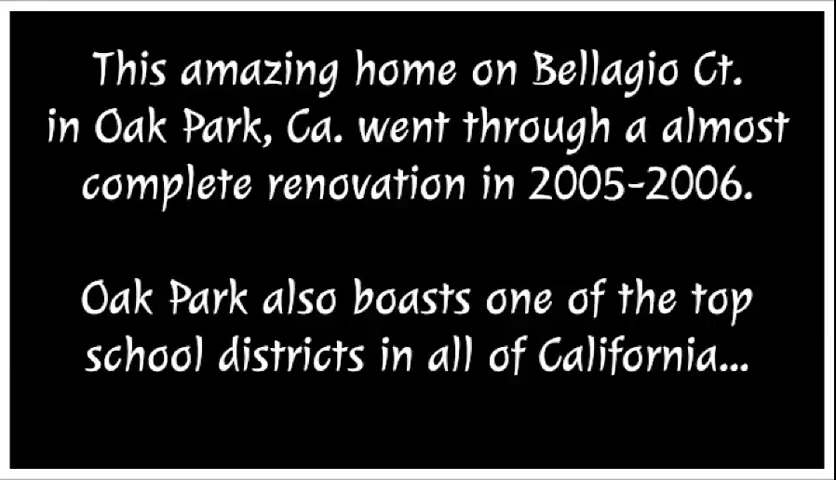 This amazing home on Bellagio Ct.
in Oak Park, Ca. went through a almost
complete renovation in 2005-2006.
Oak Park also boasts one of the top
school districts in all of California...